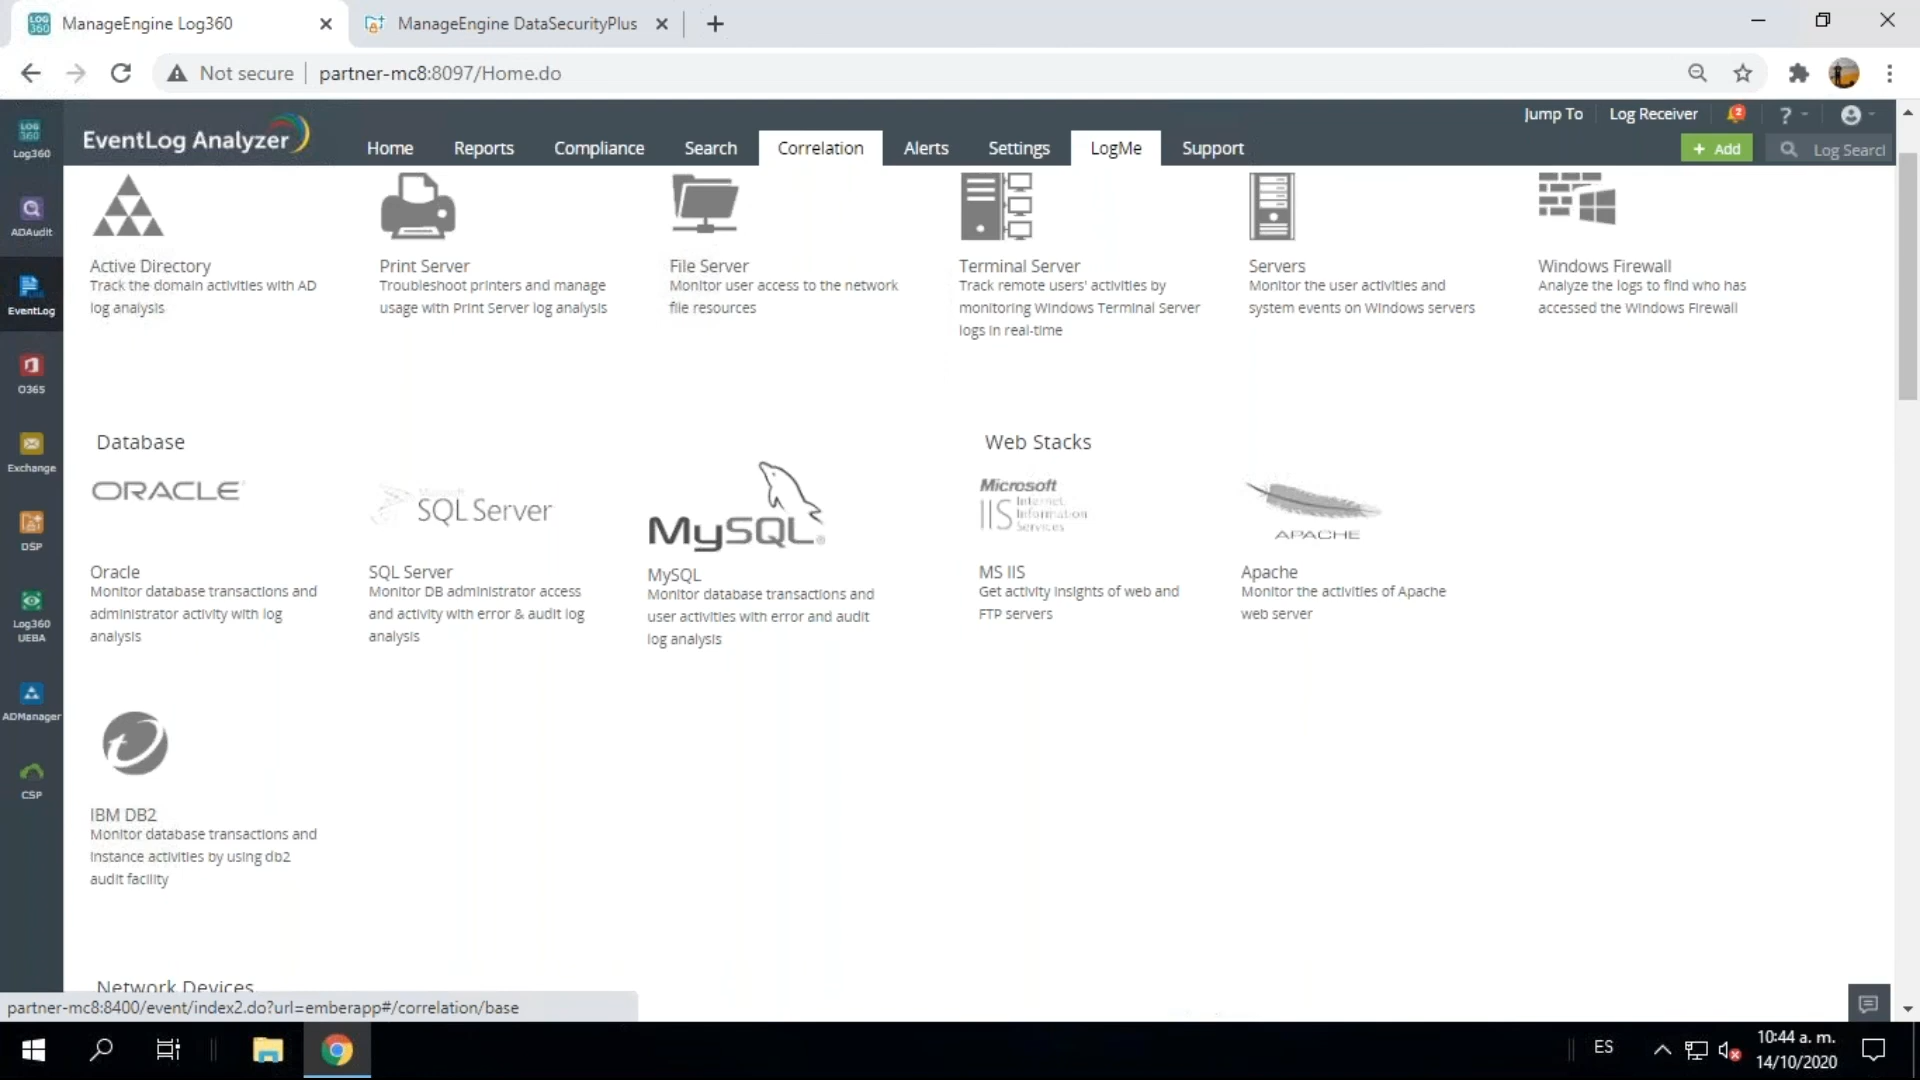 ManageEngine Log360
ManageEngine DataSecurityPlus
Not secure
partner-mc8:8097/Home.do
LOG
360
Log360
ADAudit
EventLog
O365
Exchange
DSP
Log360
UEBA
ADManager
CSP
EventLog Analyzer
Jump To
Log Receiver
2
?
Home
Reports
Compliance
Search
Correlation
Alerts
Settings
LogMe
Support
+ Add
Log Searcl
Active Directory
Track the domain activities with AD
log analysis
Print Server
Troubleshoot printers and manage
usage with Print Server log analysis
File Server
Monitor user access to the network
file resources
Terminal Server
Track remote users' activities by
monitoring Windows Terminal Server
logs in real-time
Servers
Monitor the user activities and
system events on Windows servers
Windows Firewall
Analyze the logs to find who has
accessed the Windows Firewall
Database
ORACLE
Microsoft
SQL Server
MySQL
Oracle
Monitor database transactions and
administrator activity with log
analysis
SQL Server
Monitor DB administrator access
and activity with error & audit log
analysis
MySQL
Monitor database transactions and
user activities with error and audit
log analysis
Web Stacks
Microsoft
IIS
Internet
Information
Services
APACHE
MS IIS
Get activity insights of web and
FTP servers
Apache
Monitor the activities of Apache
web server
IBM DB2
Monitor database transactions and
instance activities by using db2
audit facility
Network Devices
partner-mc8:8400/event/index2.do?url=emberapp#/correlation/base
ES
10:44 a. m.
14/10/2020